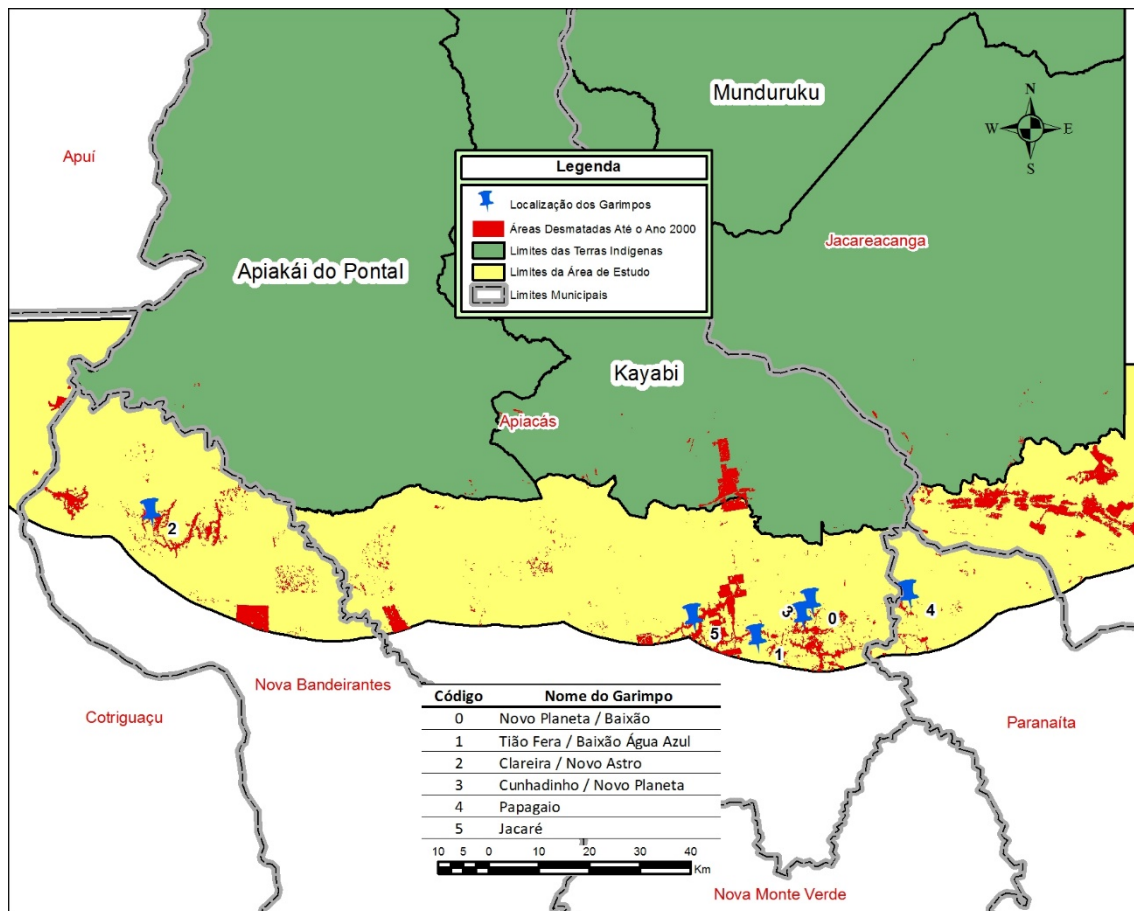 Munduruku
N
W E
S
Apuí
Legenda
Localização dos Garimpos
Áreas Desmatadas Até o Ano 2000
Limites das Terras Indígenas
Limites da Área de Estudo
Limites Municipais
Jacareacanga
Apiakái do Pontal
Kayabi
Apiacás
2
3
0
4
5
1
Nova Bandeirantes
Cotriguaçu
Paranaíta
Código Nome do Garimpo
0 Novo Planeta / Baixão
1 Tião Fera / Baixão Água Azul
2 Clareira / Novo Astro
3 Cunhadinho / Novo Planeta
4 Papagaio
5 Jacaré
10 5 0 10 20 30 40
Km
Nova Monte Verde